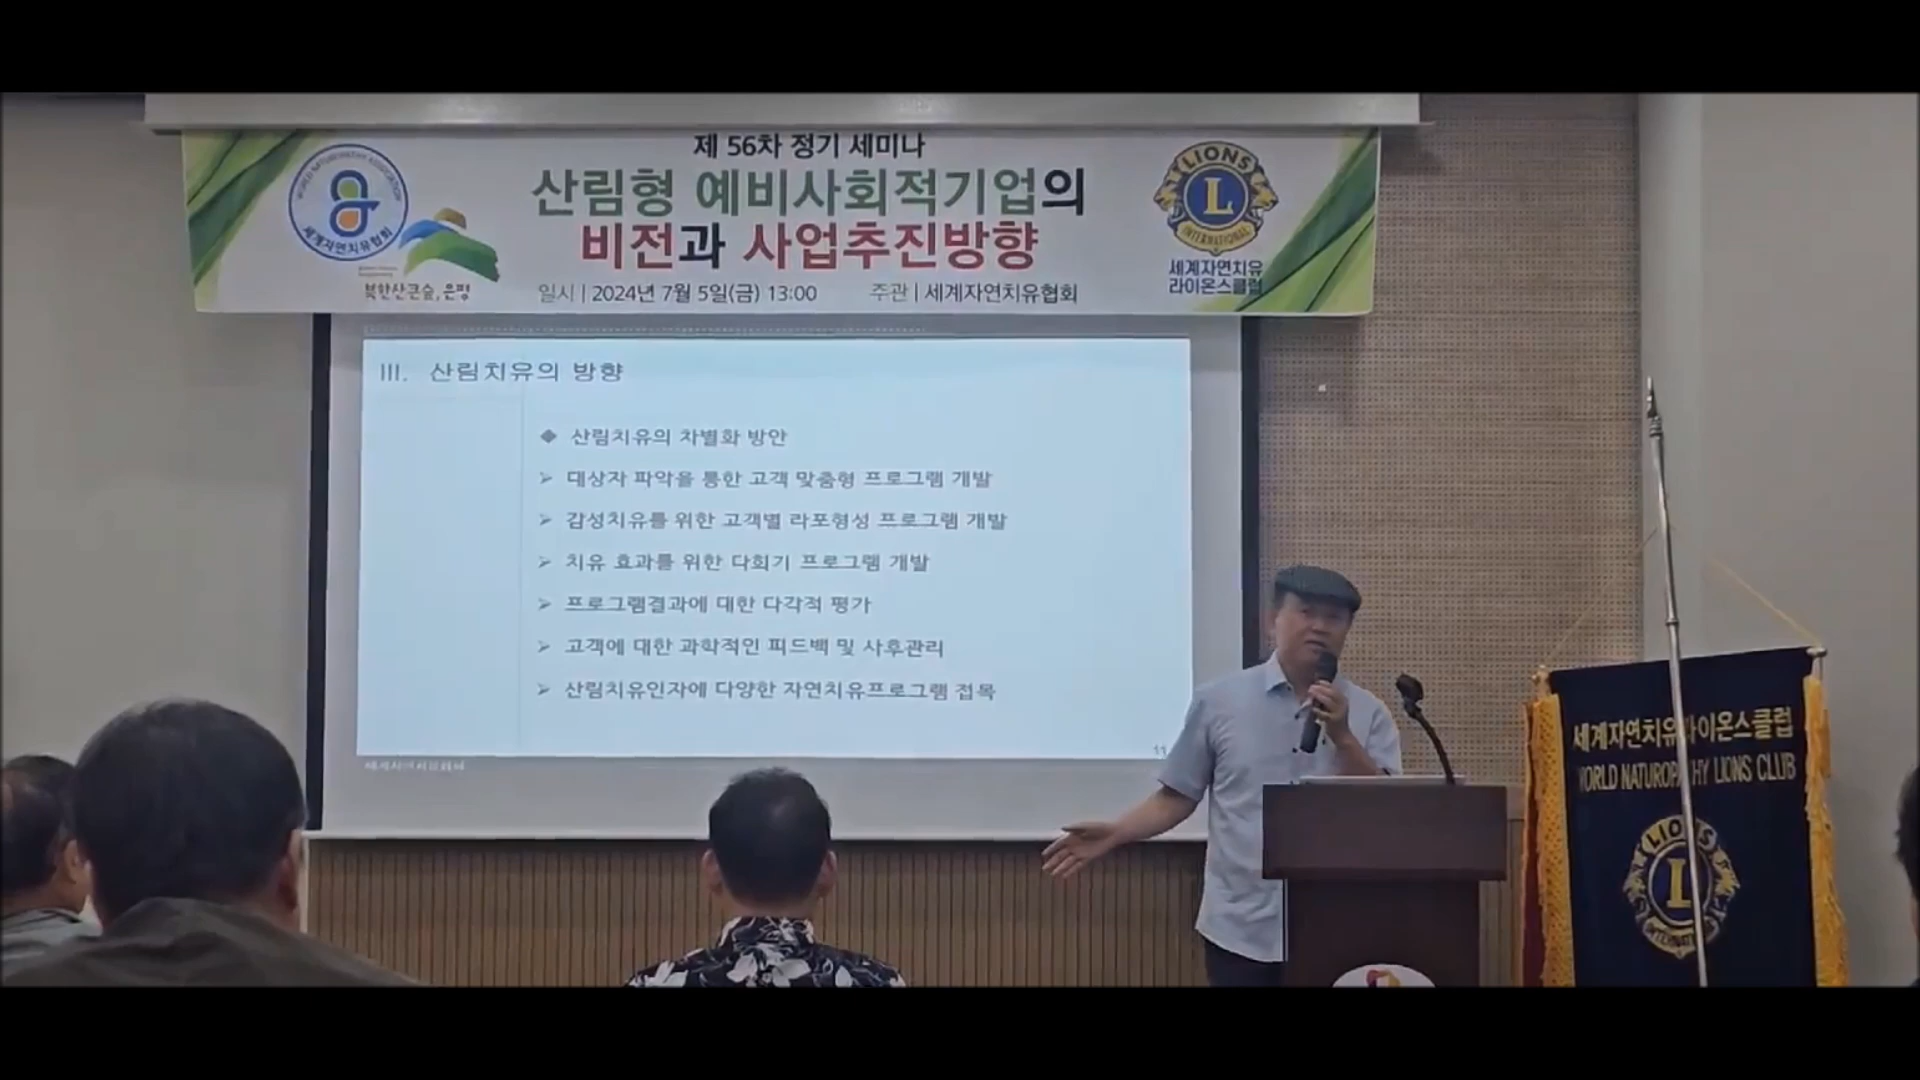 제 56차 정기 세미나
산림형 예비사회적기업의
비전과 사업추진방향
일시 | 2024년 7월 5일(금) 13:00 주관 | 세계자연치유협회
WORLD NATUROPATHY ASSOCIATION
세계자연치유협회
북한산큰숲, 은평
LIONS
L
INTERNATIONAL
세계자연치유
라이온스클럽
III. 산림치유의 방향
❖ 산림치유의 차별화 방안
➢ 대상자 파악을 통한 고객 맞춤형 프로그램 개발
➢ 감성치유를 위한 고객별 라포형성 프로그램 개발
➢ 치유 효과를 위한 다회기 프로그램 개발
➢ 프로그램결과에 대한 다각적 평가
➢ 고객에 대한 과학적인 피드백 및 사후관리
➢ 산림치유인자에 다양한 자연치유프로그램 접목
11
세계자연치유라이온스클럽
WORLD NATUROPATHY LIONS CLUB
LIONS
L
INTERNATIONAL